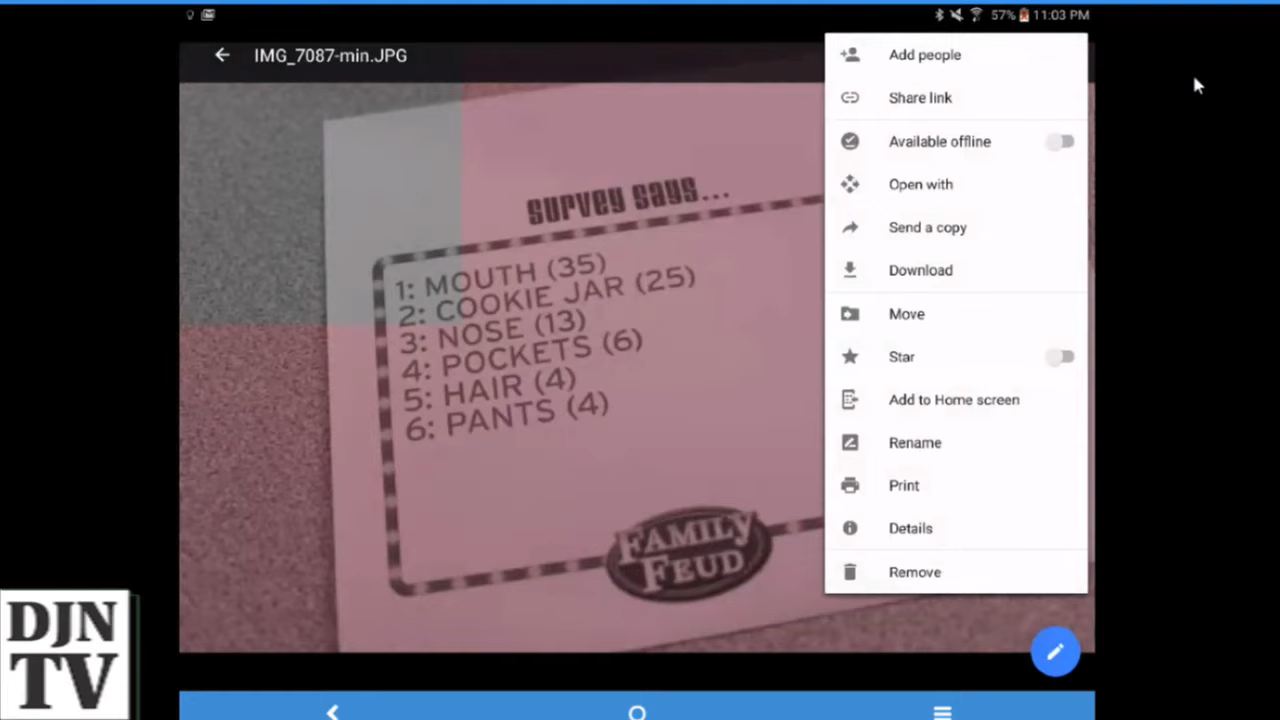 57% 11:03 PM
IMG_7087-min.JPG
Add people
Share link
Available offline
Open with
Send a copy
Download
Move
Star
Add to Home screen
Rename
Print
Details
Remove
survey says...
1: MOUTH (35)
2: COOKIE JAR (25)
3: NOSE (13)
4: POCKETS (6)
5: HAIR (4)
6: PANTS (4)
FAMILY
FEUD
DJN
TV